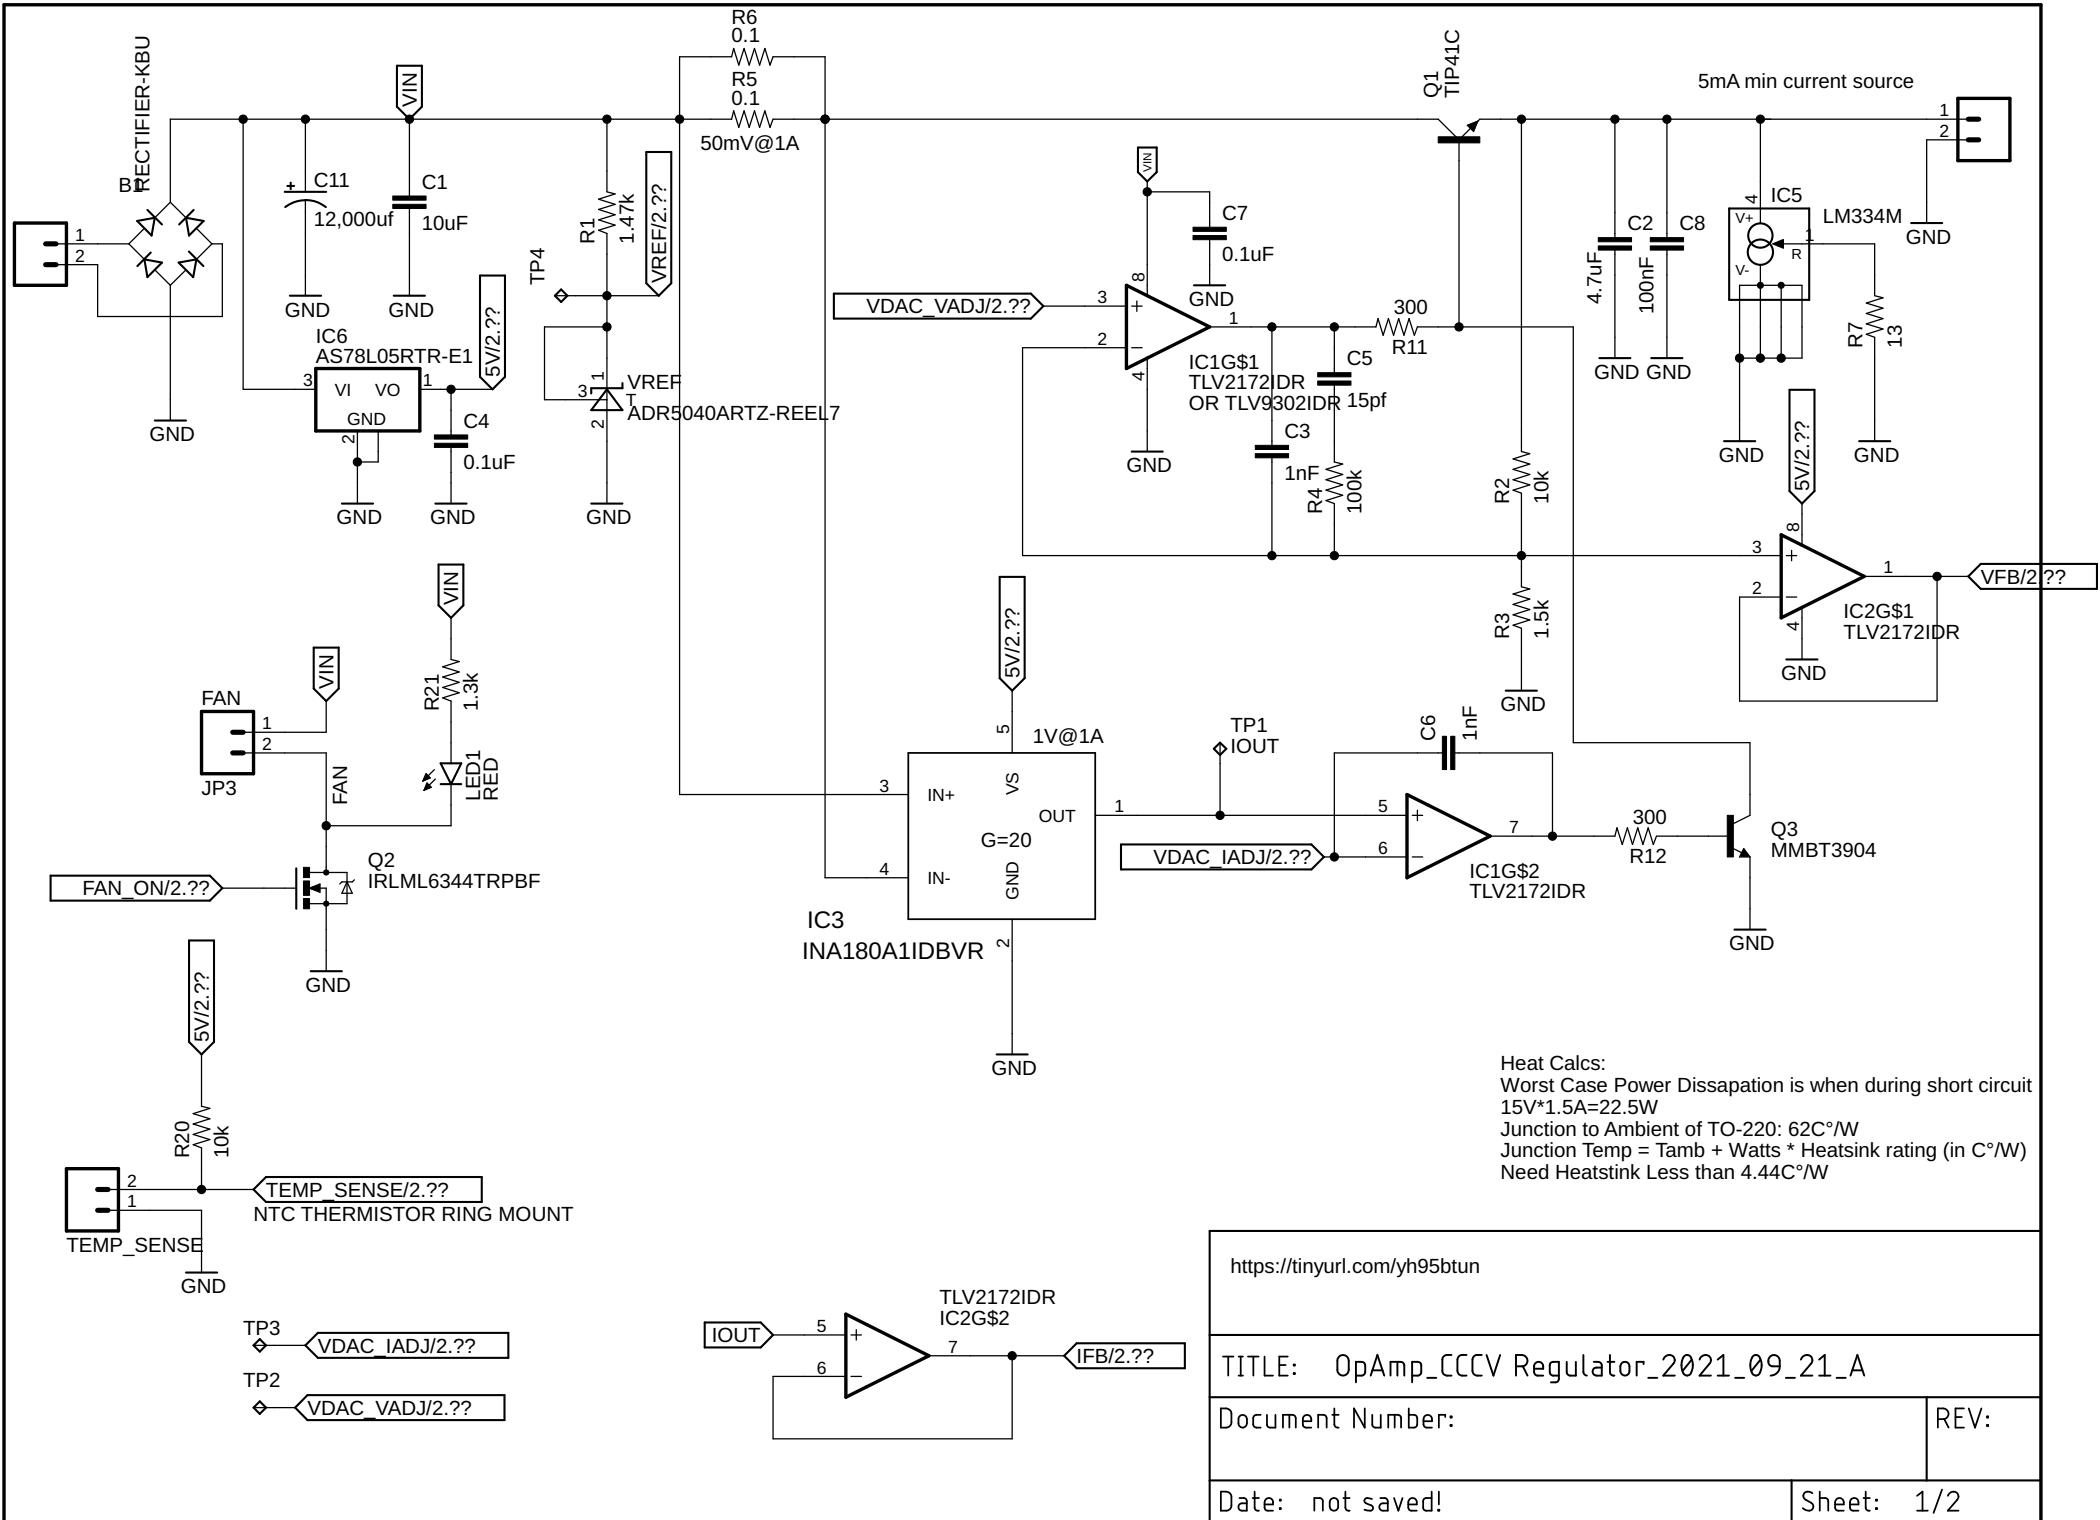 R6
0.1
R5
0.1
50mV@1A
RECTIFIER-KBU
B1
1
2
VIN
C11
12,000uf
+
C1
10uF
GND
GND
GND
IC6
AS78L05RTR-E1
3
VI
VO
1
GND
2
5V/2.??
C4
0.1uF
GND
GND
R1
1.47k
VREF/2.??
TP4
1
3
2
VREF
T
ADR5040ARTZ-REEL7
GND
Q1
TIP41C
5mA min current source
1
2
GND
VIN
C7
0.1uF
GND
VDAC_VADJ/2.??
3
+
2
−
8
4
1
IC1G$1
TLV2172IDR
OR TLV9302IDR
GND
300
R11
C5
15pf
C3
1nF
R4
100k
R2
10k
R3
1.5k
GND
C2
4.7uF
C8
100nF
GND
GND
IC5
LM334M
4
V+
V-
R
1
R7
13
GND
GND
5V/2.??
8
3
+
2
−
4
1
GND
IC2G$1
TLV2172IDR
VFB/2.??
VIN
R21
1.3k
LED1
RED
VIN
FAN
1
2
JP3
FAN
Q2
IRLML6344TRPBF
FAN_ON/2.??
GND
5V/2.??
5
1V@1A
3
IN+
VS
OUT
1
G=20
4
IN-
GND
2
IC3
INA180A1IDBVR
GND
TP1
IOUT
C6
1nF
VDAC_IADJ/2.??
5
+
6
−
7
IC1G$2
TLV2172IDR
300
R12
Q3
MMBT3904
GND
5V/2.??
R20
10k
2
1
TEMP_SENSE/2.??
NTC THERMISTOR RING MOUNT
TEMP_SENSE
GND
TP3
VDAC_IADJ/2.??
TP2
VDAC_VADJ/2.??
IOUT
5
+
6
−
7
TLV2172IDR
IC2G$2
IFB/2.??
Heat Calcs:
Worst Case Power Dissapation is when during short circuit
15V*1.5A=22.5W
Junction to Ambient of TO-220: 62C°/W
Junction Temp = Tamb + Watts * Heatsink rating (in C°/W)
Need Heatstink Less than 4.44C°/W
https://tinyurl.com/yh95btun
TITLE: OpAmp_CCCV Regulator_2021_09_21_A
Document Number:
REV:
Date: not saved!
Sheet: 1/2